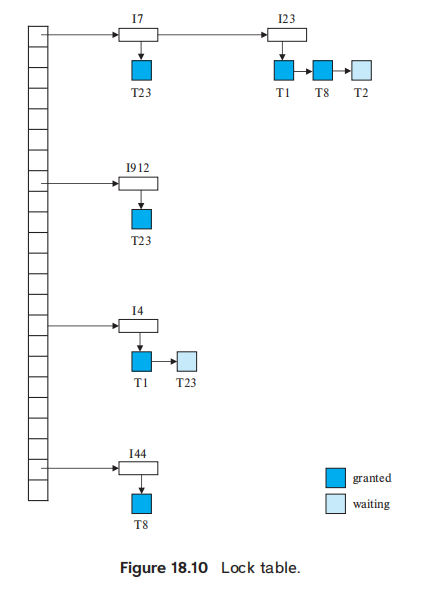 I7 I23
T23 T1 T8 T2
I912
T23
I4
T1 T23
I44
granted
waiting
T8
Figure 18.10 Lock table.